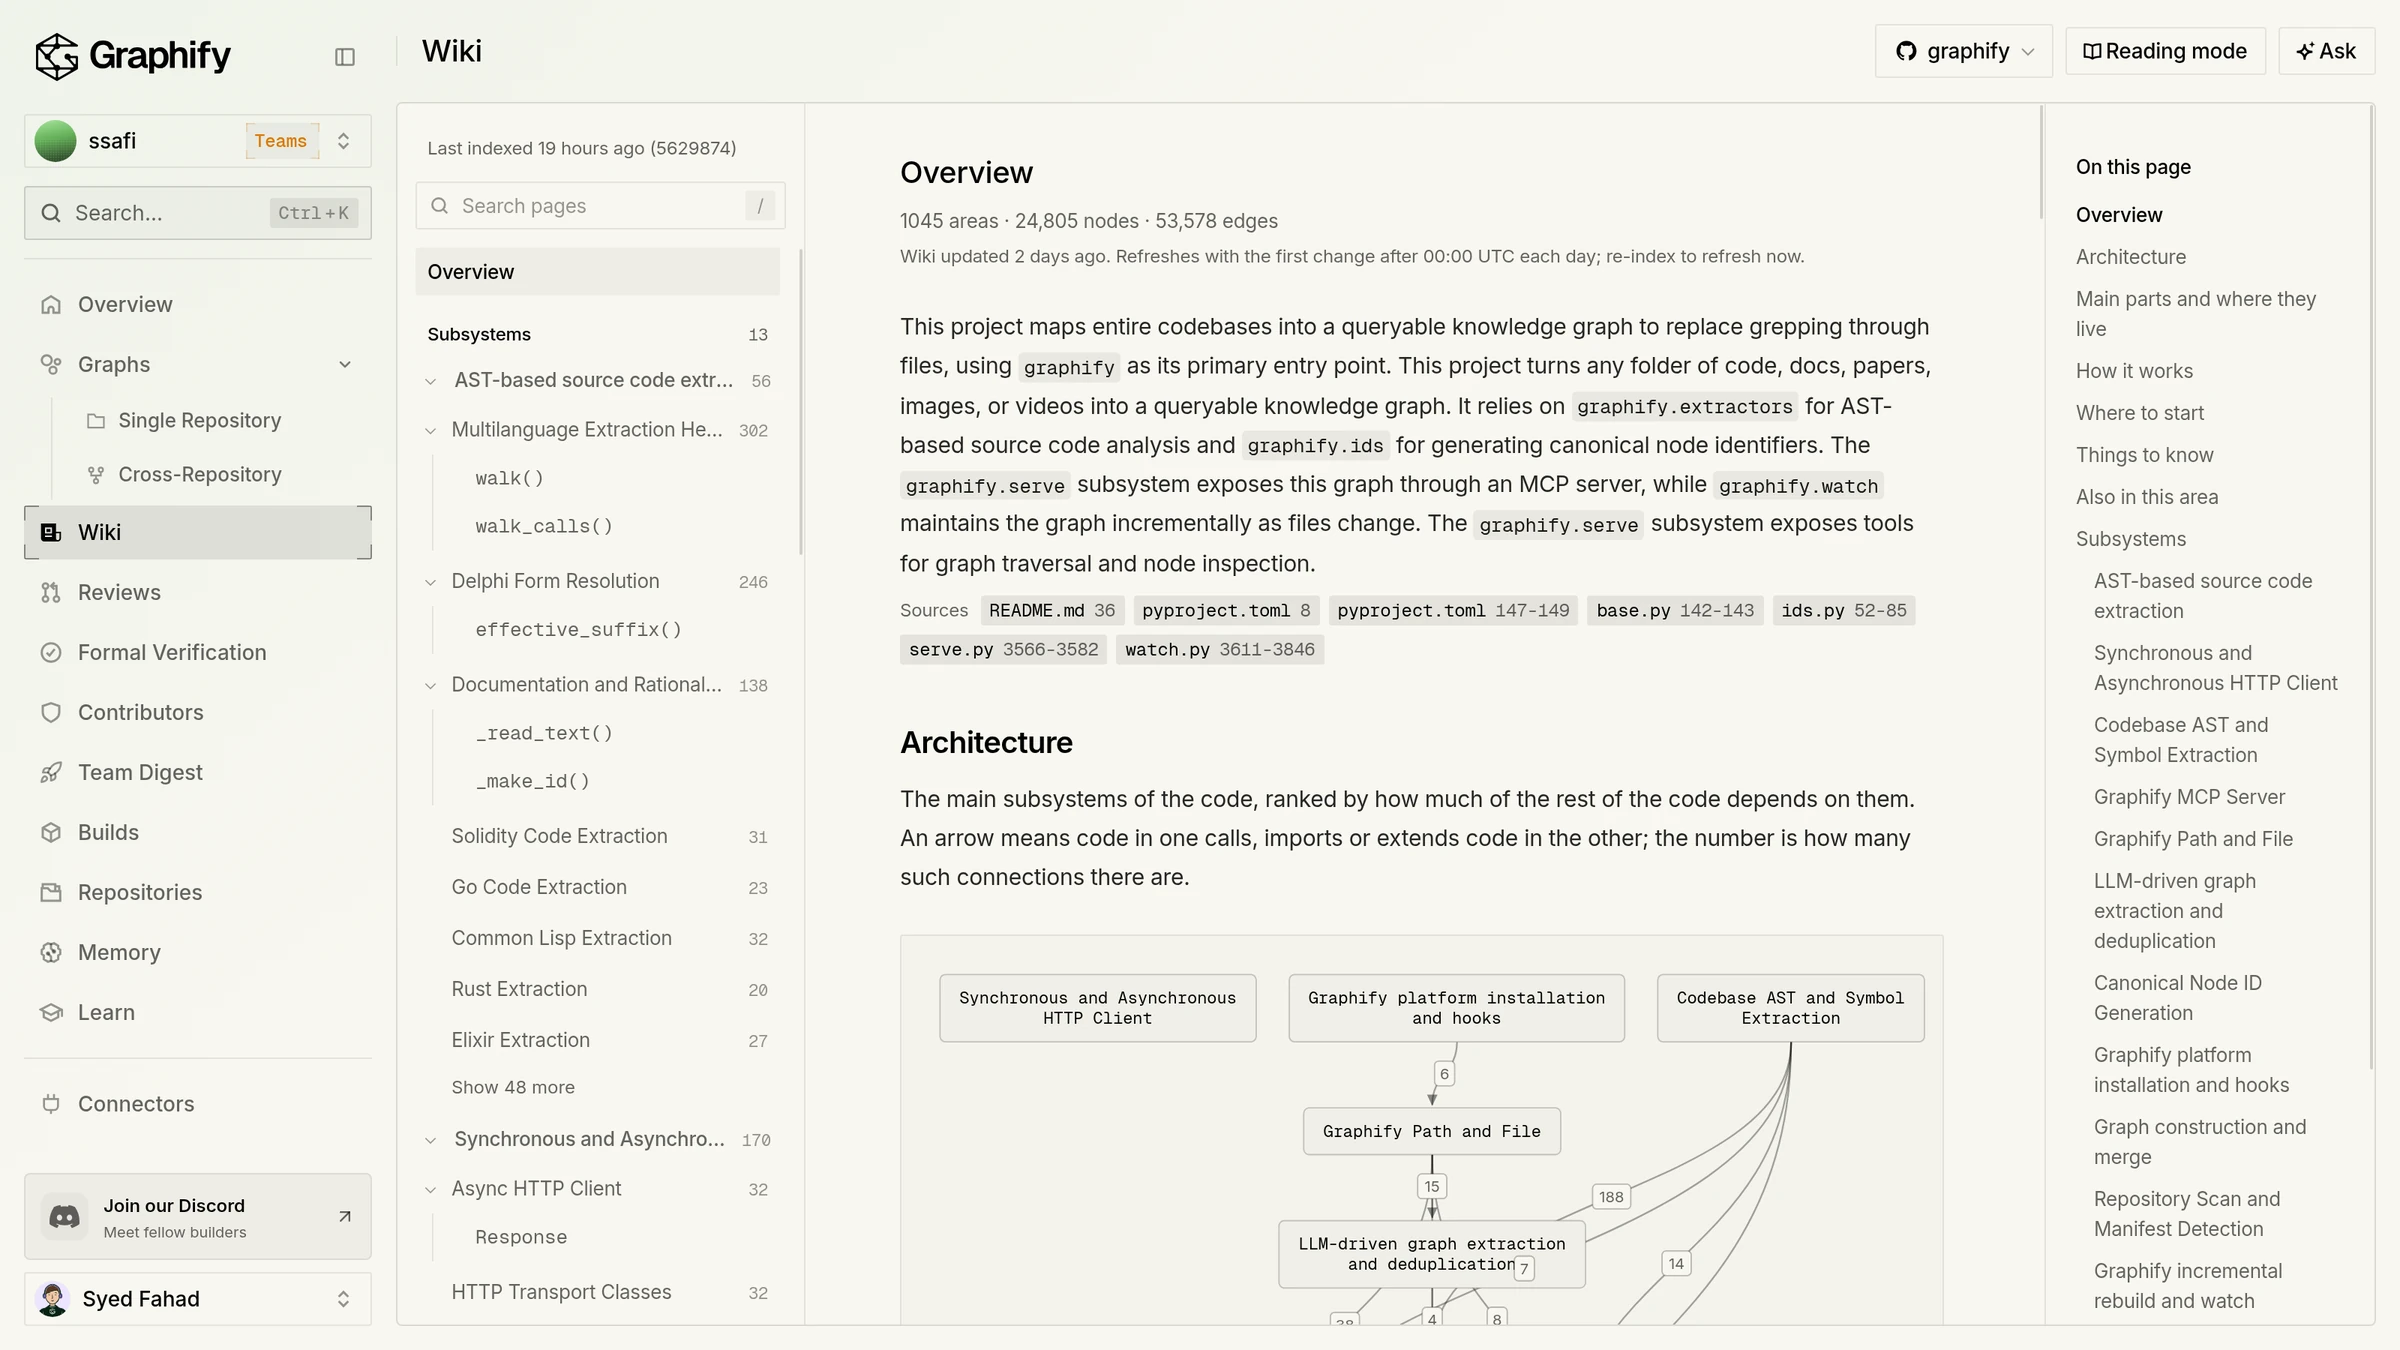 Graphify
ssafi
Teams
Search...
Ctrl+K
Overview
Graphs
Single Repository
Cross-Repository
Wiki
Reviews
Formal Verification
Contributors
Team Digest
Builds
Repositories
Memory
Learn
Connectors
Join our Discord
Meet fellow builders
Syed Fahad
Wiki
graphify
Reading mode
Ask
Last indexed 19 hours ago (5629874)
Search pages
/
Overview
Subsystems 13
AST-based source code extr... 56
Multilanguage Extraction He... 302
walk()
walk_calls()
Delphi Form Resolution 246
effective_suffix()
Documentation and Rational... 138
_read_text()
_make_id()
Solidity Code Extraction 31
Go Code Extraction 23
Common Lisp Extraction 32
Rust Extraction 20
Elixir Extraction 27
Show 48 more
Synchronous and Asynchro... 170
Async HTTP Client 32
Response
HTTP Transport Classes 32
Overview
1045 areas · 24,805 nodes · 53,578 edges
Wiki updated 2 days ago. Refreshes with the first change after 00:00 UTC each day; re-index to refresh now.
This project maps entire codebases into a queryable knowledge graph to replace grepping through
files, using graphify as its primary entry point. This project turns any folder of code, docs, papers,
images, or videos into a queryable knowledge graph. It relies on graphify.extractors for AST-
based source code analysis and graphify.ids for generating canonical node identifiers. The
graphify.serve subsystem exposes this graph through an MCP server, while graphify.watch
maintains the graph incrementally as files change. The graphify.serve subsystem exposes tools
for graph traversal and node inspection.
Sources README.md 36 pyproject.toml 8 pyproject.toml 147-149 base.py 142-143 ids.py 52-85
serve.py 3566-3582 watch.py 3611-3846
Architecture
The main subsystems of the code, ranked by how much of the rest of the code depends on them.
An arrow means code in one calls, imports or extends code in the other; the number is how many
such connections there are.
Synchronous and Asynchronous
HTTP Client
Graphify platform installation
and hooks
Codebase AST and Symbol
Extraction
6
Graphify Path and File
15
188
LLM-driven graph extraction
and deduplication
7
14
38
4
8
On this page
Overview
Architecture
Main parts and where they
live
How it works
Where to start
Things to know
Also in this area
Subsystems
AST-based source code
extraction
Synchronous and
Asynchronous HTTP Client
Codebase AST and
Symbol Extraction
Graphify MCP Server
Graphify Path and File
LLM-driven graph
extraction and
deduplication
Canonical Node ID
Generation
Graphify platform
installation and hooks
Graph construction and
merge
Repository Scan and
Manifest Detection
Graphify incremental
rebuild and watch